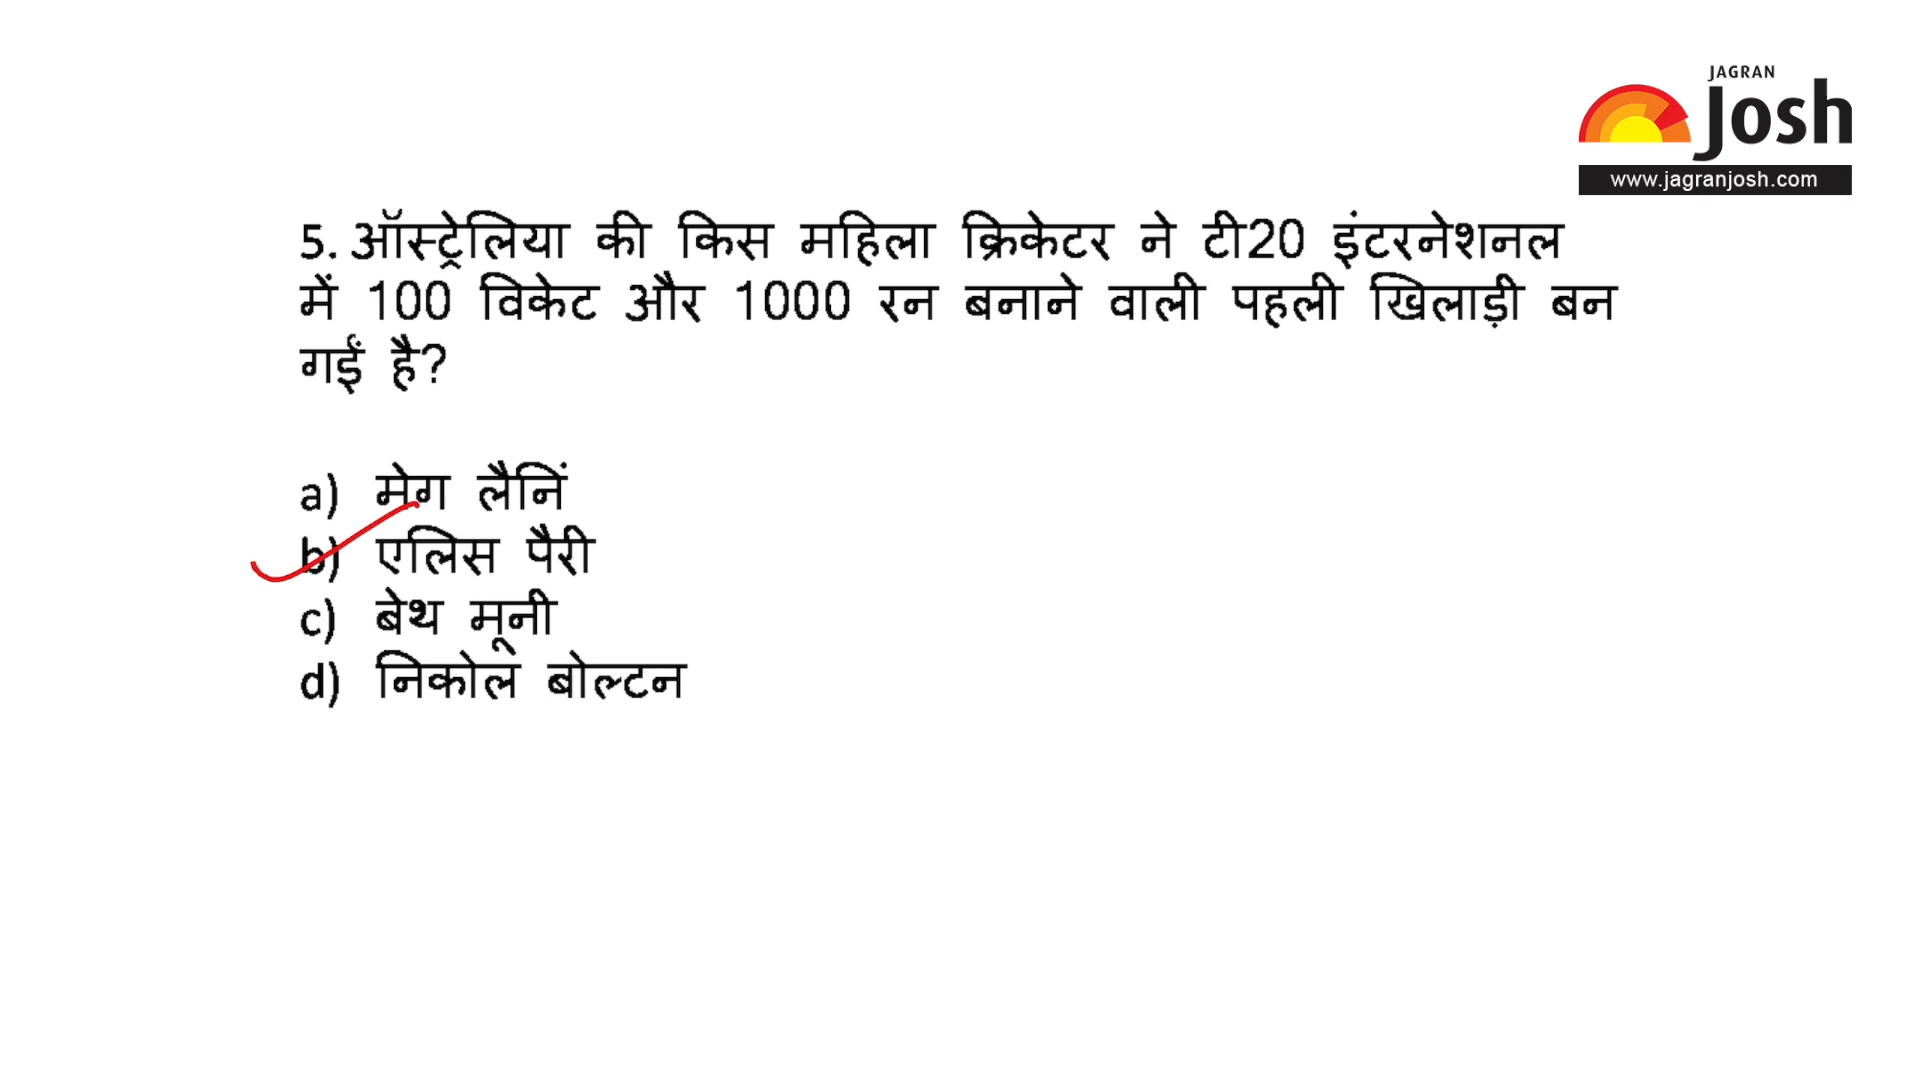 JAGRAN
Josh
www.jagranjosh.com
5. ऑस्ट्रेलिया की किस महिला क्रिकेटर ने टी20 इंटरनेशनल
में 100 विकेट और 1000 रन बनाने वाली पहली खिलाड़ी बन
गईं है?
a) मेग लैनिं
b) एलिस पैरी
c) बेथ मूनी
d) निकोल बोल्टन